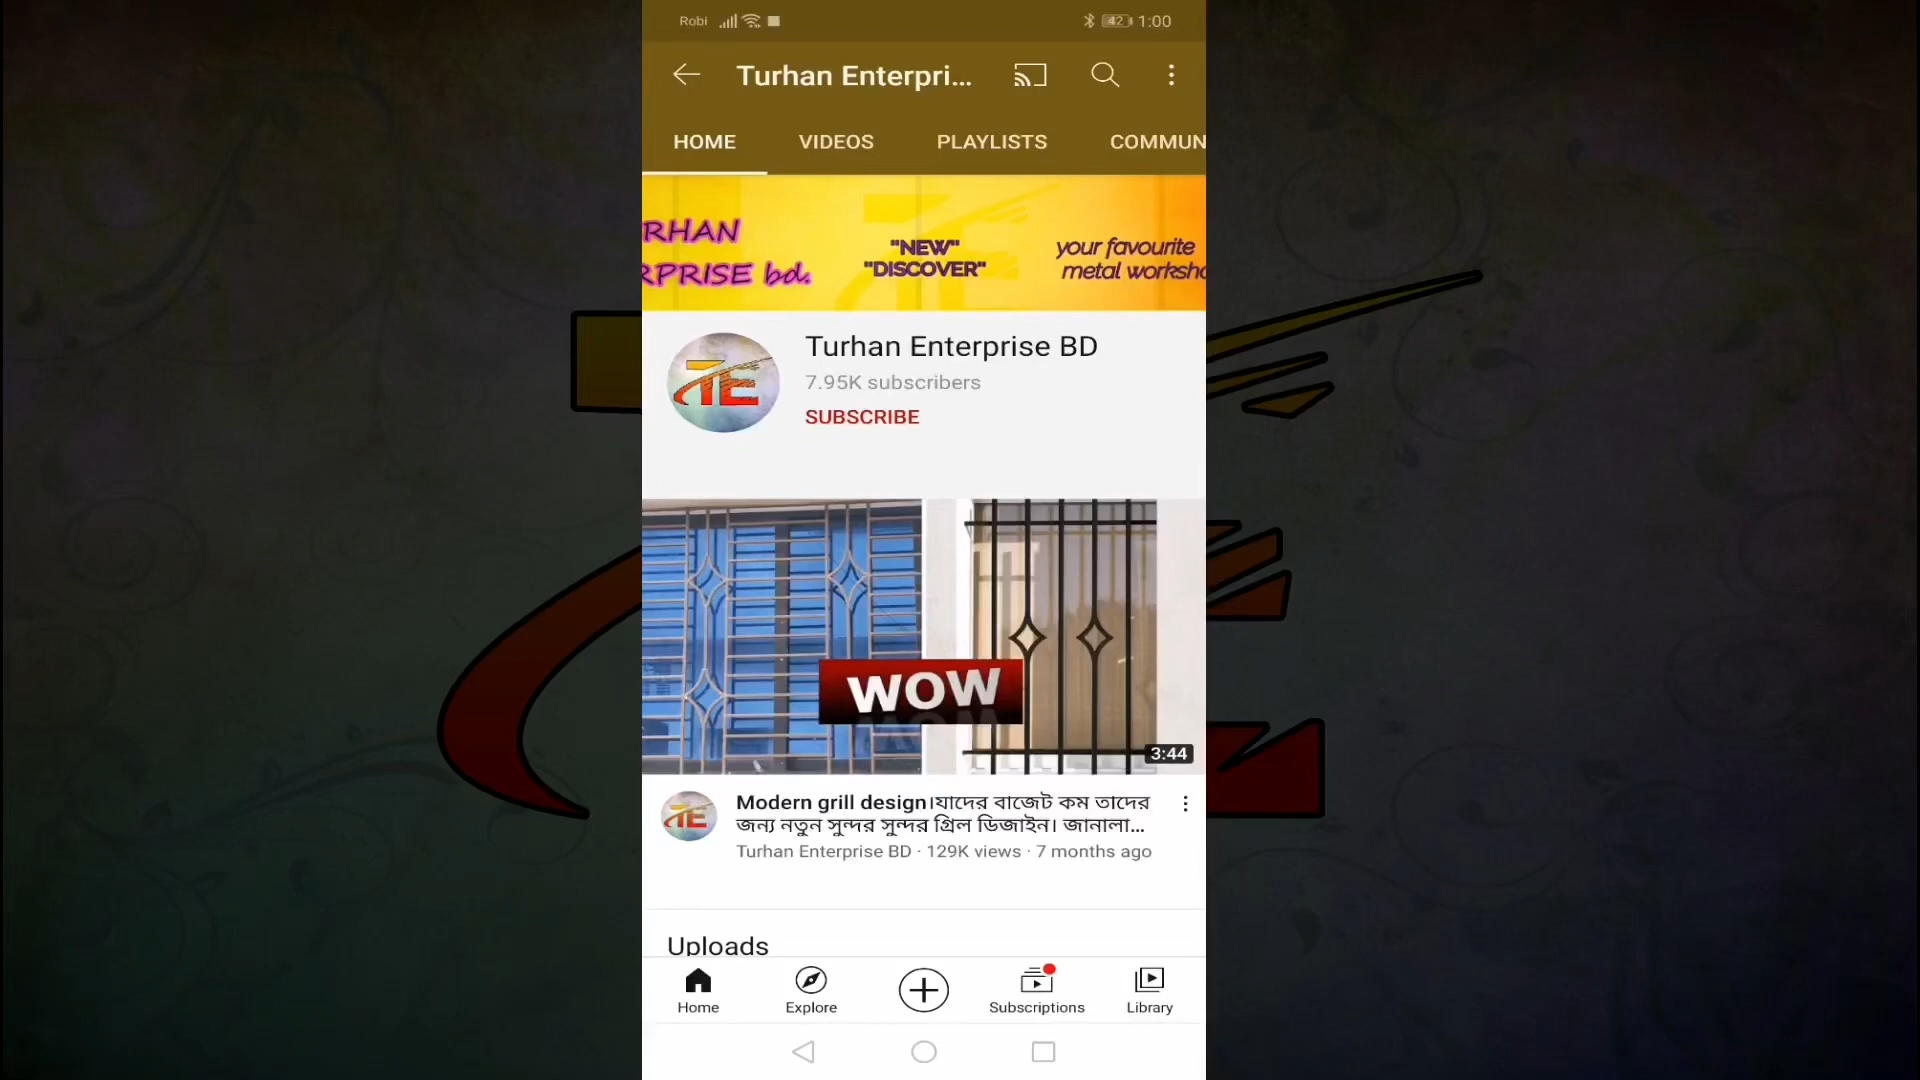 Robi 42 1:00
Turhan Enterpri...
HOME VIDEOS PLAYLISTS COMMUN
RHAN
RPRISE bd.
"NEW"
"DISCOVER"
your favourite
metal worksho
Turhan Enterprise BD
7.95K subscribers
SUBSCRIBE
WOW
3:44
Modern grill design।যাদের বাজেট কম তাদের
জন্য নতুন সুন্দর সুন্দর গ্রিল ডিজাইন। জানালা...
Turhan Enterprise BD · 129K views · 7 months ago
Uploads
Home Explore Subscriptions Library